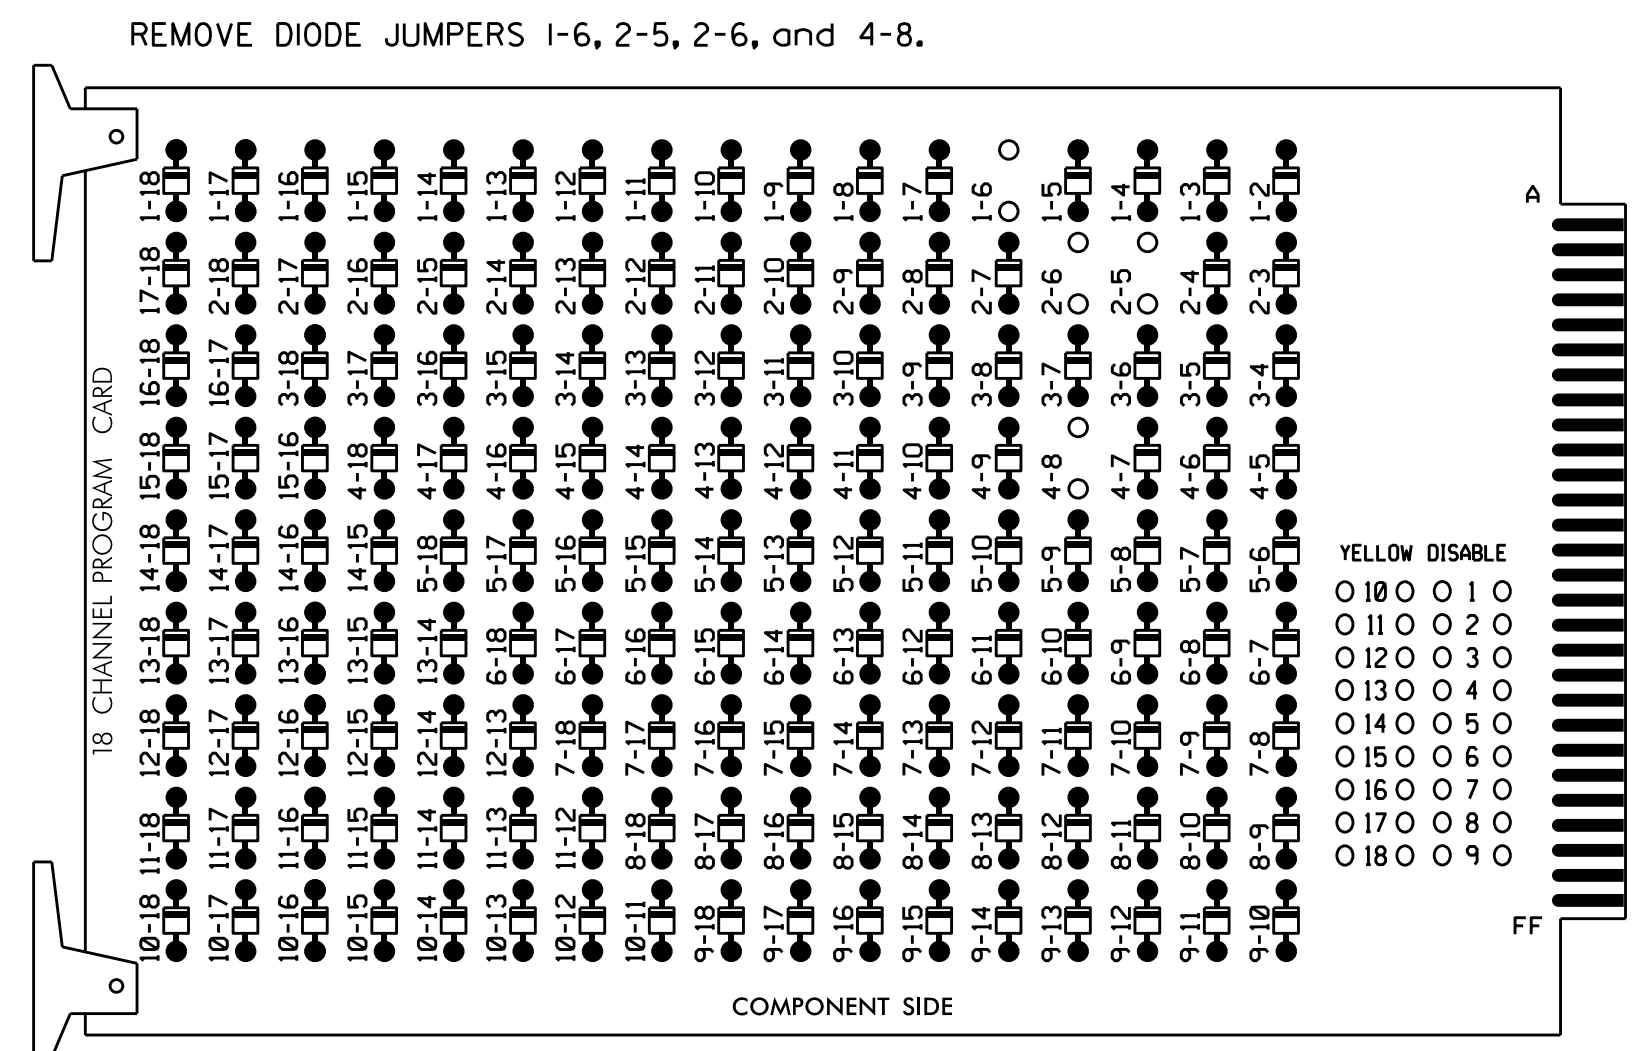 REMOVE DIODE JUMPERS 1-6, 2-5, 2-6, and 4-8.
1-18 1-17 1-16 1-15 1-14 1-13 1-12 1-11 1-10 1-9 1-8 1-7 1-6 1-5 1-4 1-3 1-2
A
17-18 2-18 2-17 2-16 2-15 2-14 2-13 2-12 2-11 2-10 2-9 2-8 2-7 2-6 2-5 2-4 2-3
16-18 16-17 3-18 3-17 3-16 3-15 3-14 3-13 3-12 3-11 3-10 3-9 3-8 3-7 3-6 3-5 3-4
15-18 15-17 15-16 4-18 4-17 4-16 4-15 4-14 4-13 4-12 4-11 4-10 4-9 4-8 4-7 4-6 4-5
14-18 14-17 14-16 14-15 5-18 5-17 5-16 5-15 5-14 5-13 5-12 5-11 5-10 5-9 5-8 5-7 5-6
13-18 13-17 13-16 13-15 13-14 6-18 6-17 6-16 6-15 6-14 6-13 6-12 6-11 6-10 6-9 6-8 6-7
12-18 12-17 12-16 12-15 12-14 12-13 7-18 7-17 7-16 7-15 7-14 7-13 7-12 7-11 7-10 7-9 7-8
11-18 11-17 11-16 11-15 11-14 11-13 11-12 8-18 8-17 8-16 8-15 8-14 8-13 8-12 8-11 8-10 8-9
10-18 10-17 10-16 10-15 10-14 10-13 10-12 10-11 9-18 9-17 9-16 9-15 9-14 9-13 9-12 9-11 9-10
18 CHANNEL PROGRAM CARD
YELLOW DISABLE
10 1
11 2
12 3
13 4
14 5
15 6
16 7
17 8
18 9
FF
COMPONENT SIDE